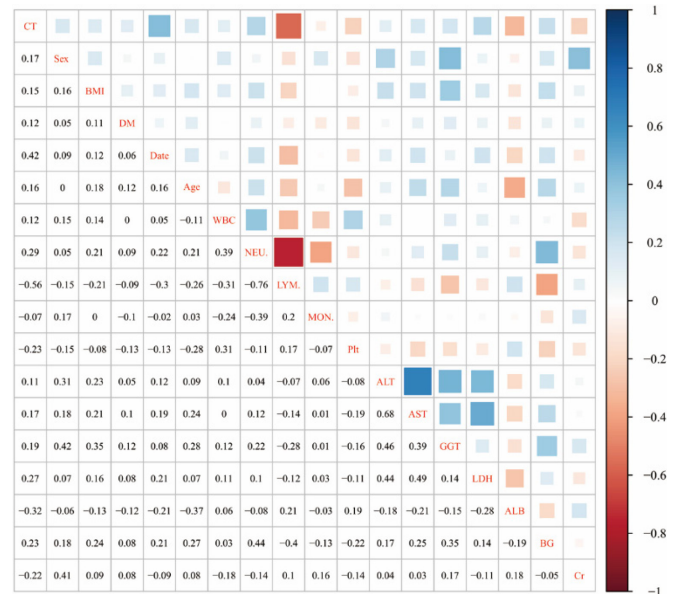 CT
0.17 Sex
0.15 0.16 BMI
0.12 0.05 0.11 DM
0.42 0.09 0.12 0.06 Date
0.16 0 0.18 0.12 0.16 Age
0.12 0.15 0.14 0 0.05 −0.11 WBC
0.29 0.05 0.21 0.09 0.22 0.21 0.39 NEU.
−0.56 −0.15 −0.21 −0.09 −0.3 −0.26 −0.31 −0.76 LYM.
−0.07 0.17 0 −0.1 −0.02 0.03 −0.24 −0.39 0.2 MON.
−0.23 −0.15 −0.08 −0.13 −0.13 −0.28 0.31 −0.11 0.17 −0.07 Plt
0.11 0.31 0.23 0.05 0.12 0.09 0.1 0.04 −0.07 0.06 −0.08 ALT
0.17 0.18 0.21 0.1 0.19 0.24 0 0.12 −0.14 0.01 −0.19 0.68 AST
0.19 0.42 0.35 0.12 0.08 0.28 0.12 0.22 −0.28 0.01 −0.16 0.46 0.39 GGT
0.27 0.07 0.16 0.08 0.21 0.07 0.11 0.1 −0.12 0.03 −0.11 0.44 0.49 0.14 LDH
−0.32 −0.06 −0.13 −0.12 −0.21 −0.37 0.06 −0.08 0.21 −0.03 0.19 −0.18 −0.21 −0.15 −0.28 ALB
0.23 0.18 0.24 0.08 0.21 0.27 0.03 0.44 −0.4 −0.13 −0.22 0.17 0.25 0.35 0.14 −0.19 BG
−0.22 0.41 0.09 0.08 −0.09 0.08 −0.18 −0.14 0.1 0.16 −0.14 0.04 0.03 0.17 −0.11 0.18 −0.05 Cr
1
0.8
0.6
0.4
0.2
0
−0.2
−0.4
−0.6
−0.8
−1